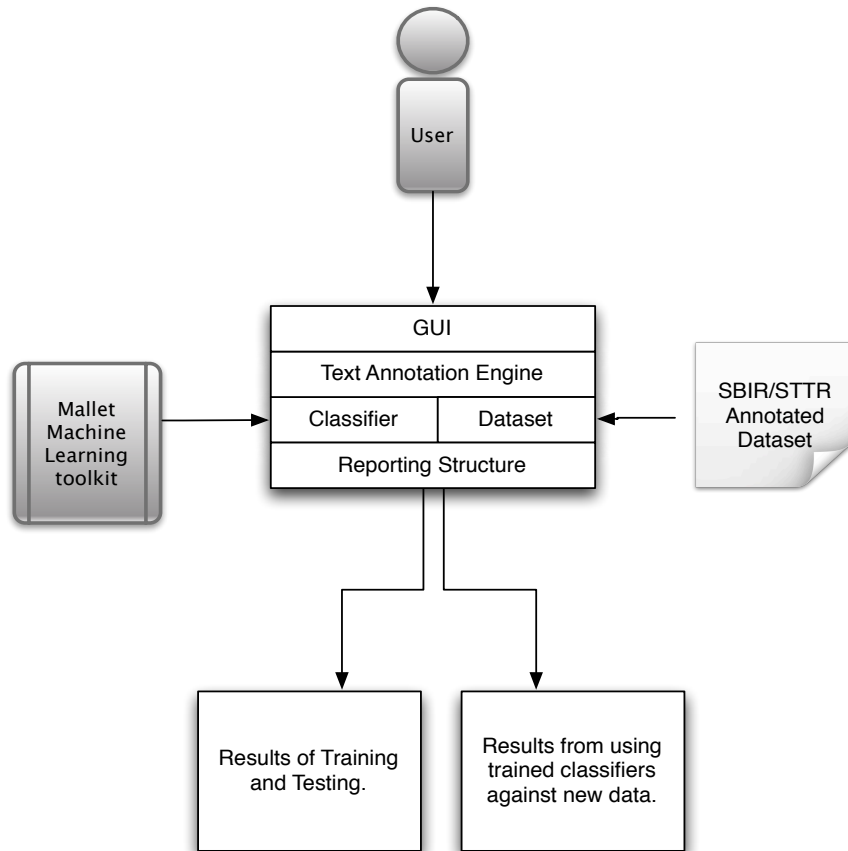 User
GUI
Text Annotation Engine
Classifier
Dataset
Reporting Structure
Mallet
Machine
Learning
toolkit
SBIR/STTR
Annotated
Dataset
Results of Training
and Testing.
Results from using
trained classifiers
against new data.